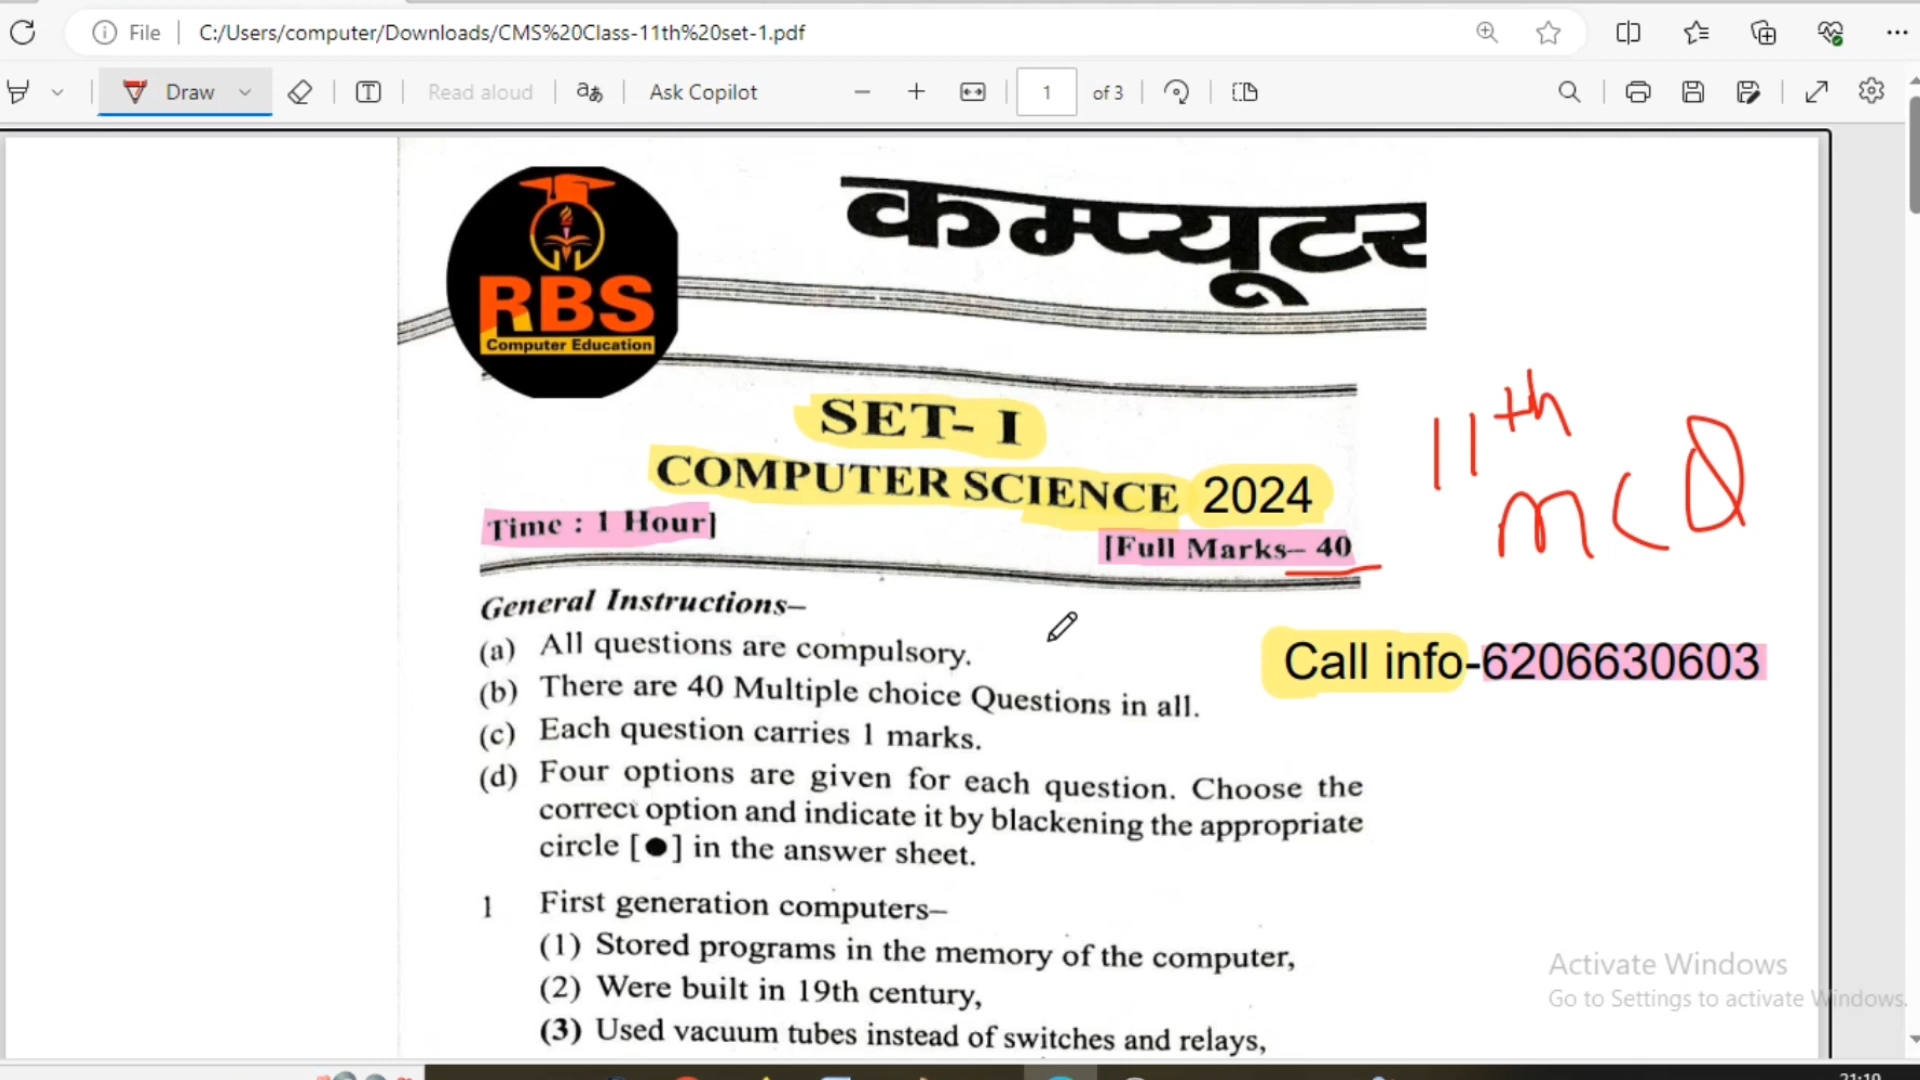 File
C:/Users/computer/Downloads/CMS%20Class-11th%20set-1.pdf
Draw
Read aloud
aあ
Ask Copilot
1
of 3
कम्प्यूटर
RBS
Computer Education
SET- I
COMPUTER SCIENCE 2024
Time : 1 Hour]
[Full Marks– 40
11th
MCQ
General Instructions–
(a) All questions are compulsory.
(b) There are 40 Multiple choice Questions in all.
(c) Each question carries 1 marks.
(d) Four options are given for each question. Choose the
correct option and indicate it by blackening the appropriate
circle [●] in the answer sheet.
Call info-6206630603
1 First generation computers–
(1) Stored programs in the memory of the computer,
(2) Were built in 19th century,
(3) Used vacuum tubes instead of switches and relays,
Activate Windows
Go to Settings to activate Windows.